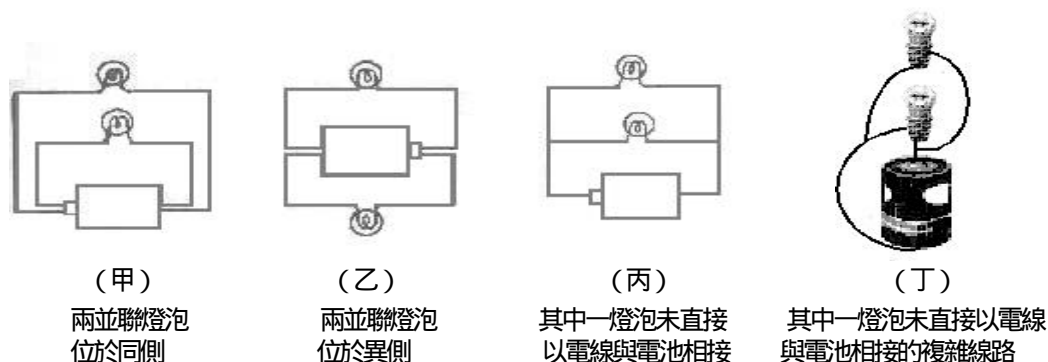 （甲）
兩並聯燈泡
位於同側
（乙）
兩並聯燈泡
位於異側
（丙）
其中一燈泡未直接
以電線與電池相接
（丁）
其中一燈泡未直接以電線
與電池相接的複雜線路